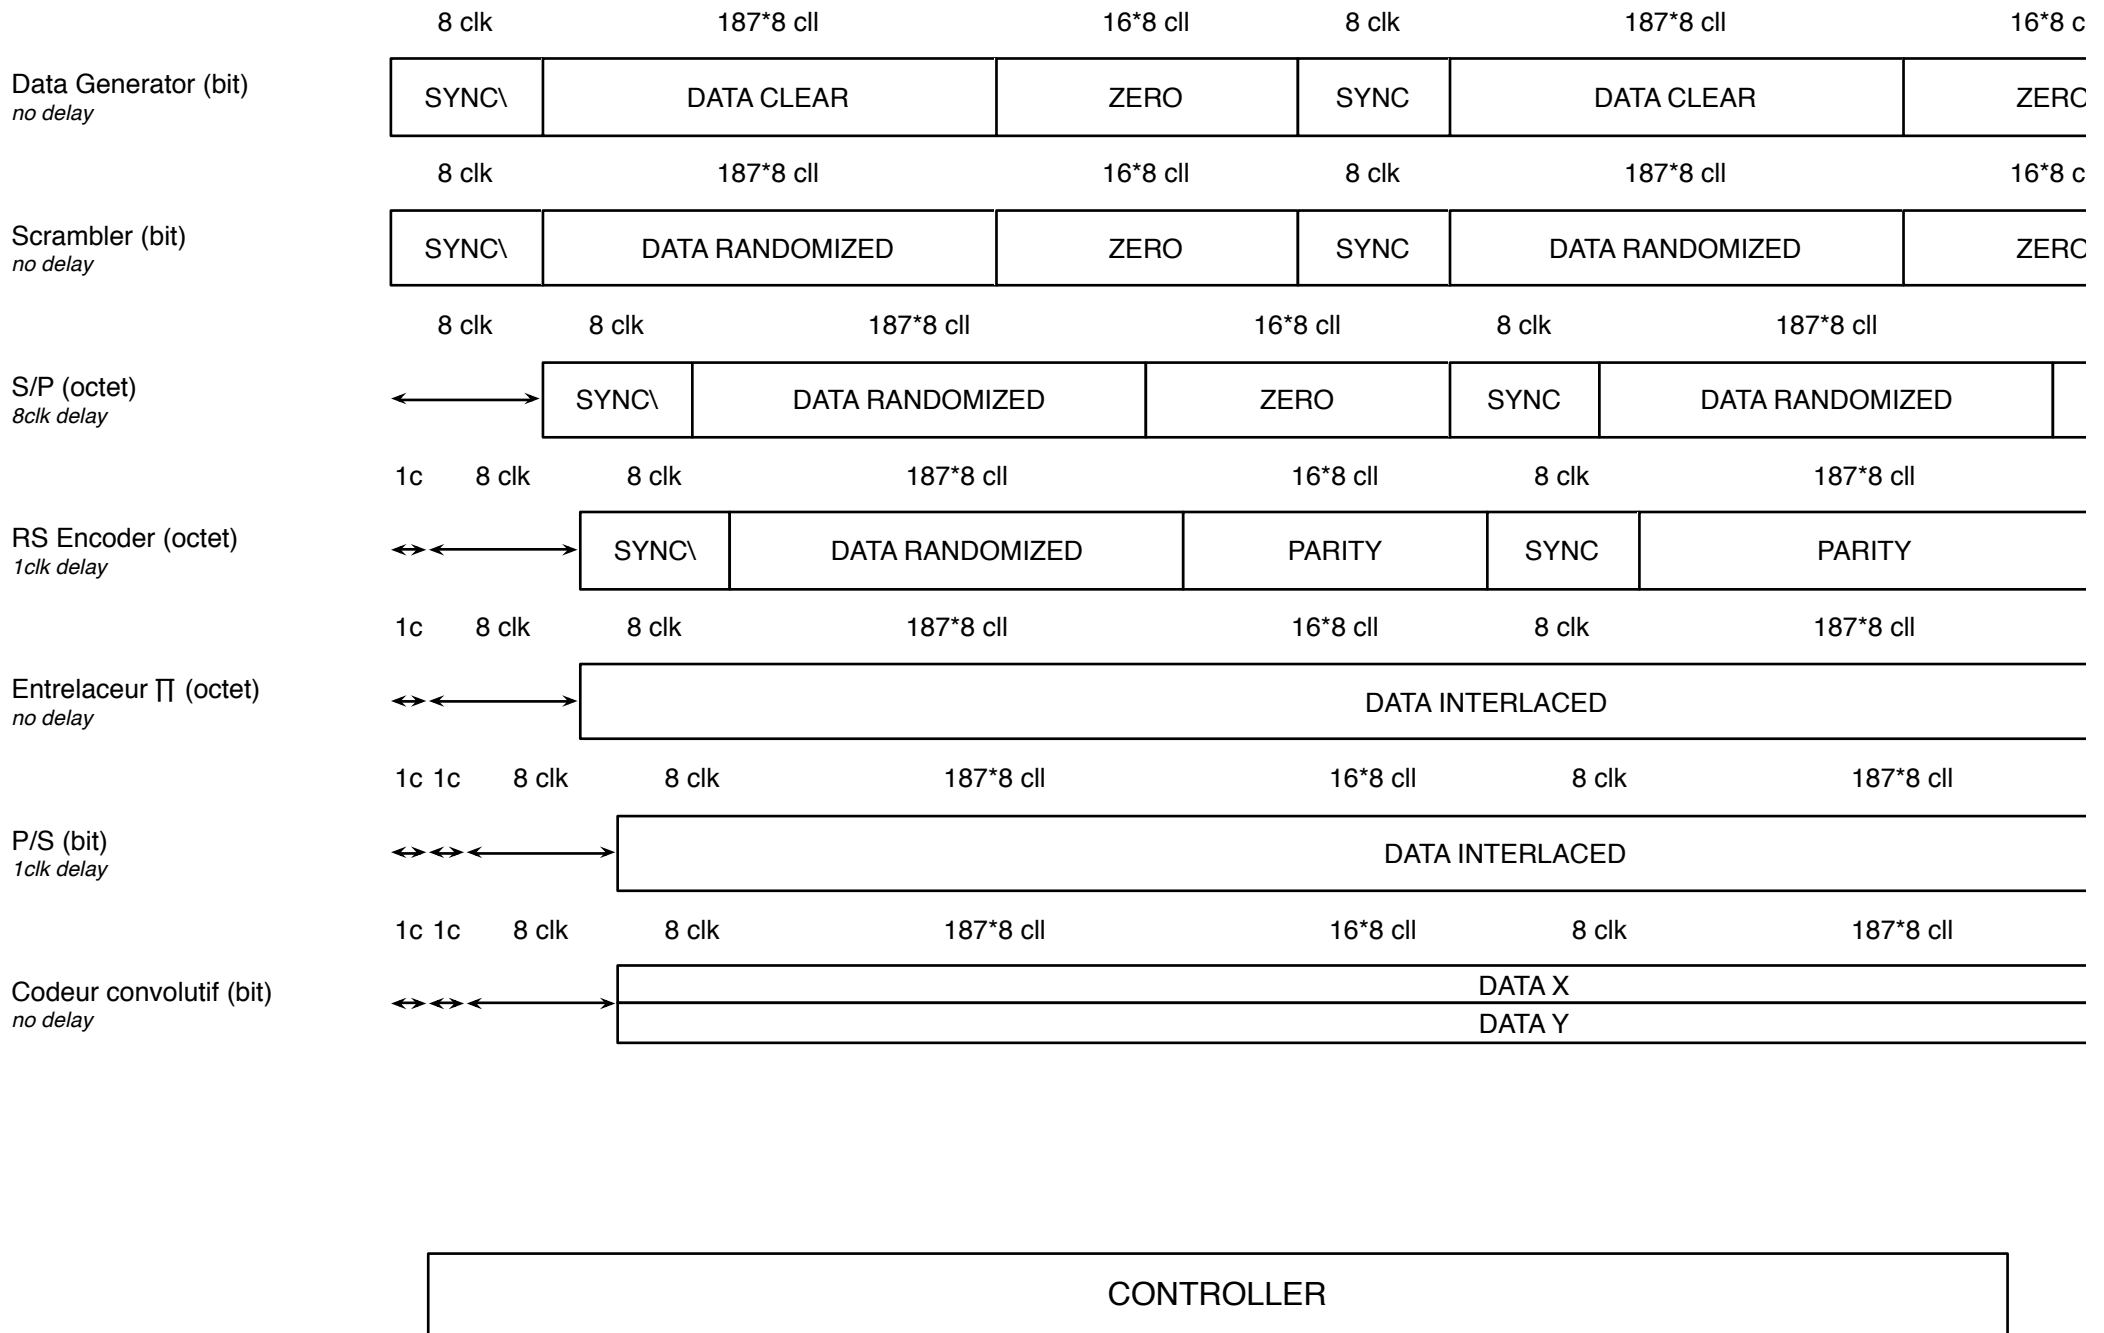 8 clk 187*8 cll 16*8 cll 8 clk 187*8 cll 16*8 c
Data Generator (bit) SYNC\ DATA CLEAR ZERO SYNC DATA CLEAR ZERO
no delay
8 clk 187*8 cll 16*8 cll 8 clk 187*8 cll 16*8 c
Scrambler (bit) SYNC\ DATA RANDOMIZED ZERO SYNC DATA RANDOMIZED ZERO
no delay
8 clk 8 clk 187*8 cll 16*8 cll 8 clk 187*8 cll
S/P (octet) SYNC\ DATA RANDOMIZED ZERO SYNC DATA RANDOMIZED
8clk delay
1c 8 clk 8 clk 187*8 cll 16*8 cll 8 clk 187*8 cll
RS Encoder (octet) SYNC\ DATA RANDOMIZED PARITY SYNC PARITY
1clk delay
1c 8 clk 8 clk 187*8 cll 16*8 cll 8 clk 187*8 cll
Entrelaceur ∏ (octet) DATA INTERLACED
no delay
1c 1c 8 clk 8 clk 187*8 cll 16*8 cll 8 clk 187*8 cll
P/S (bit) DATA INTERLACED
1clk delay
1c 1c 8 clk 8 clk 187*8 cll 16*8 cll 8 clk 187*8 cll
DATA X
Codeur convolutif (bit)
no delay DATA Y
CONTROLLER